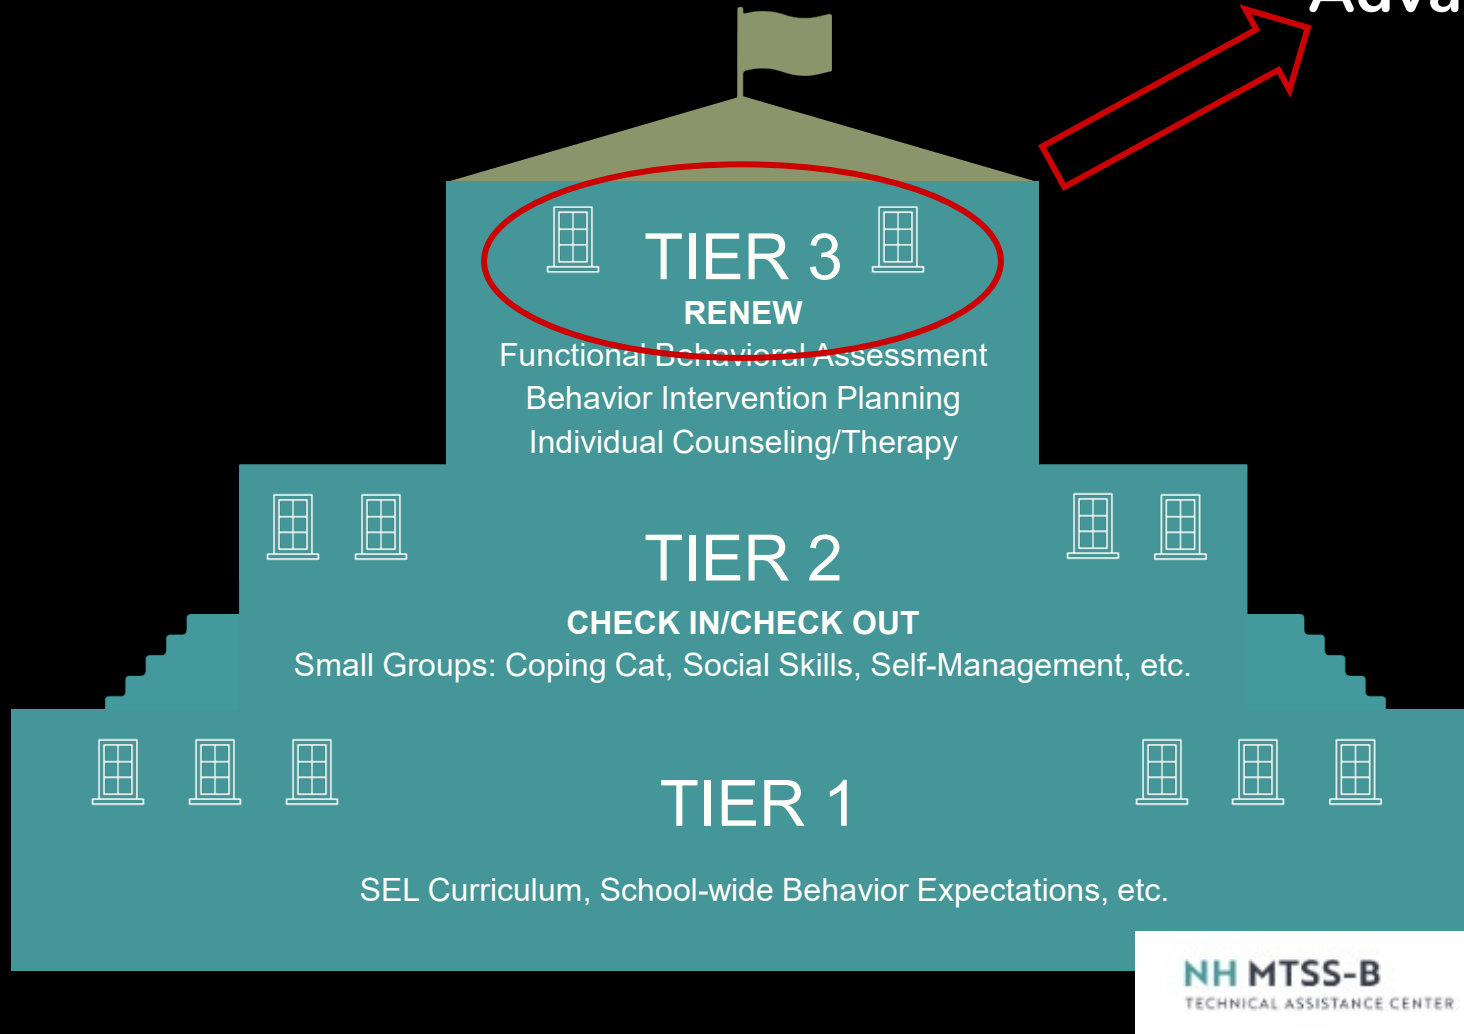 TIER 3
RENEW
Functional Behavioral Assessment
Behavior Intervention Planning
Individual Counseling/Therapy
TIER 2
CHECK IN/CHECK OUT
Small Groups: Coping Cat, Social Skills, Self-Management, etc.
TIER 1
SEL Curriculum, School-wide Behavior Expectations, etc.
NH MTSS-B
TECHNICAL ASSISTANCE CENTER